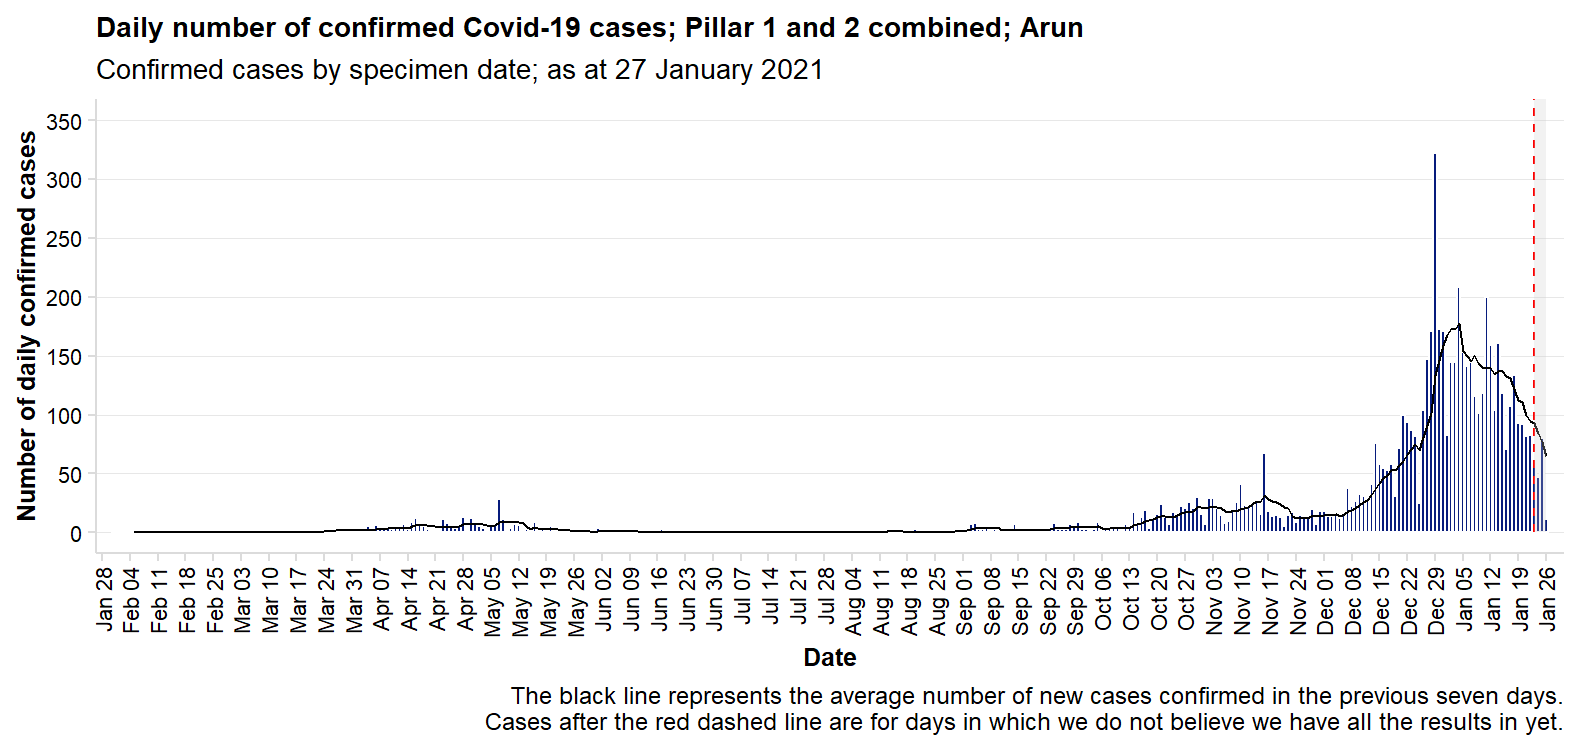 Daily number of confirmed Covid-19 cases; Pillar 1 and 2 combined; Arun
Confirmed cases by specimen date; as at 27 January 2021
Number of daily confirmed cases
350
300
250
200
150
100
50
0
Jan 28
Feb 04
Feb 11
Feb 18
Feb 25
Mar 03
Mar 10
Mar 17
Mar 24
Mar 31
Apr 07
Apr 14
Apr 21
Apr 28
May 05
May 12
May 19
May 26
Jun 02
Jun 09
Jun 16
Jun 23
Jun 30
Jul 07
Jul 14
Jul 21
Jul 28
Aug 04
Aug 11
Aug 18
Aug 25
Sep 01
Sep 08
Sep 15
Sep 22
Sep 29
Oct 06
Oct 13
Oct 20
Oct 27
Nov 03
Nov 10
Nov 17
Nov 24
Dec 01
Dec 08
Dec 15
Dec 22
Dec 29
Jan 05
Jan 12
Jan 19
Jan 26
Date
The black line represents the average number of new cases confirmed in the previous seven days.
Cases after the red dashed line are for days in which we do not believe we have all the results in yet.